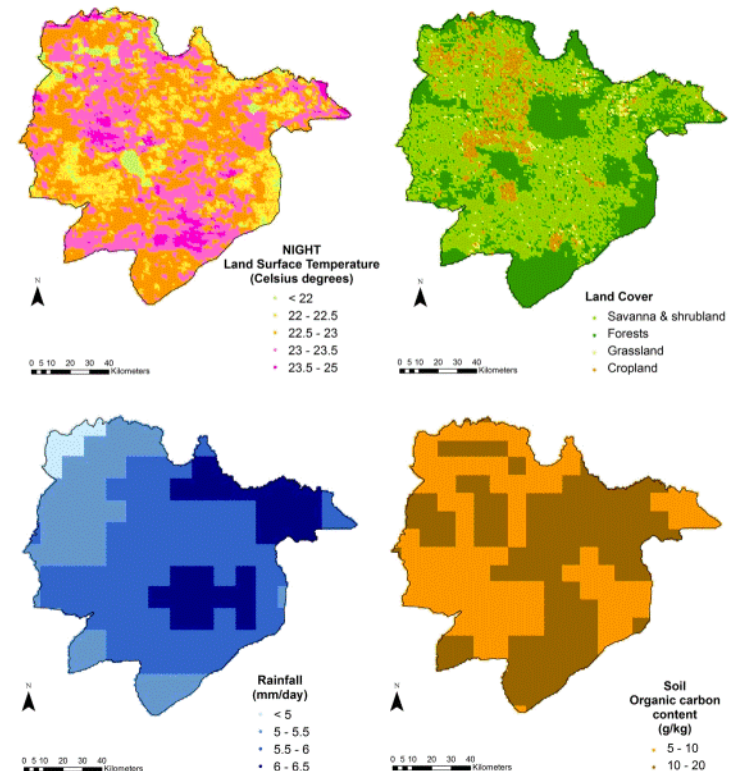 NIGHT
Land Surface Temperature
(Celsius degrees)
< 22
22 - 22.5
22.5 - 23
23 - 23.5
23.5 - 25
N
0 5 10 20 30 40
Kilometers
Land Cover
Savanna & shrubland
Forests
Grassland
Cropland
N
0 5 10 20 30 40
Kilometers
Rainfall
(mm/day)
< 5
5 - 5.5
5.5 - 6
6 - 6.5
N
0 5 10 20 30 40
Kilometers
Soil
Organic carbon
content
(g/kg)
5 - 10
10 - 20
N
0 5 10 20 30 40
Kilometers